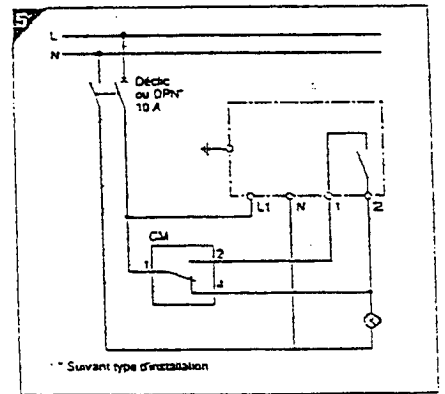 5
L
N
Déclic
ou DPN*
10 A
L1 N 1 2
CM
1 2
4
* Suivant type d'installation